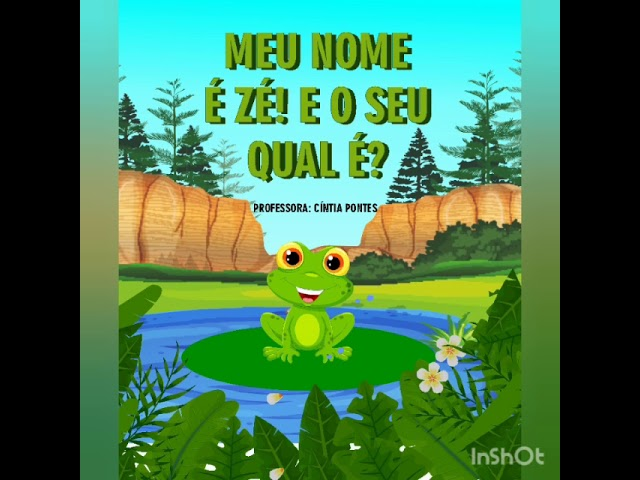 MEU NOME
É ZÉ! E O SEU
QUAL É?
PROFESSORA: CÍNTIA PONTES
InShOt